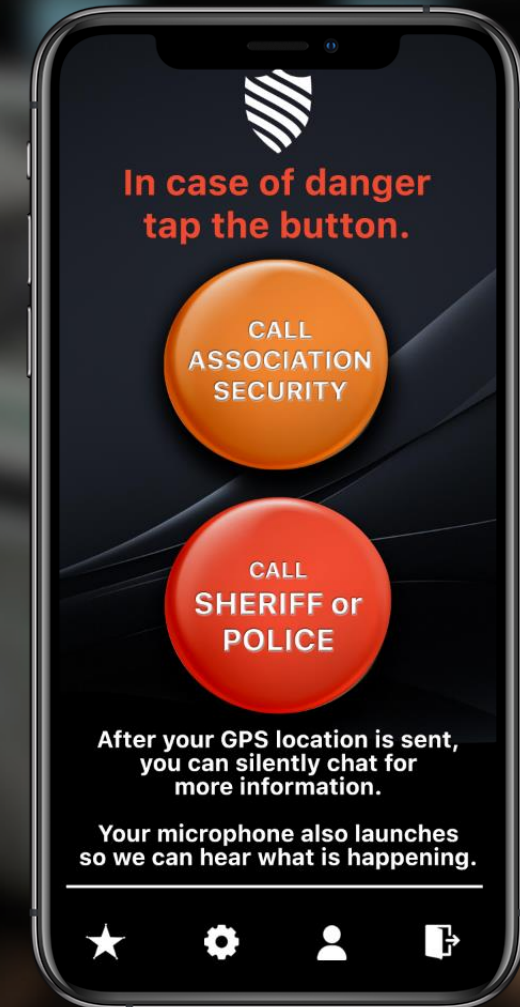 In case of danger
tap the button.
CALL
ASSOCIATION
SECURITY
CALL
SHERIFF or
POLICE
After your GPS location is sent,
you can silently chat for
more information.
Your microphone also launches
so we can hear what is happening.